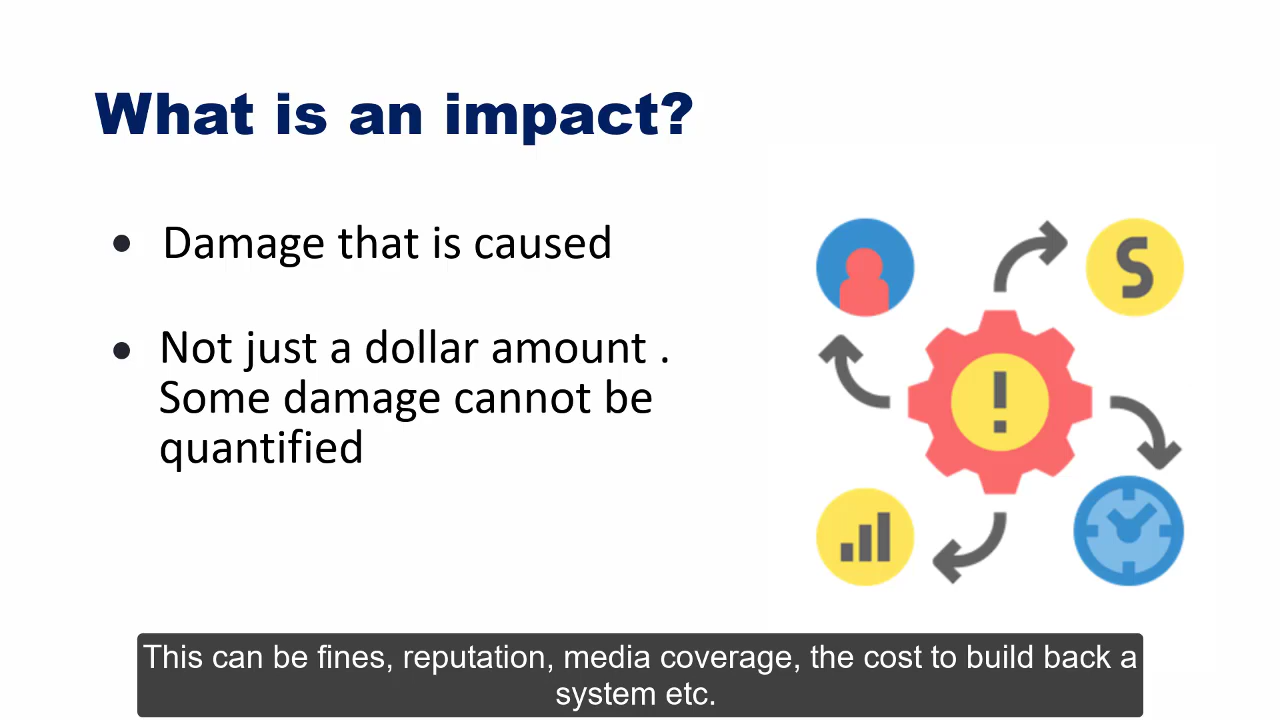 What is an impact?
• Damage that is caused
• Not just a dollar amount .
Some damage cannot be
quantified
S
!
This can be fines, reputation, media coverage, the cost to build back a
system etc.